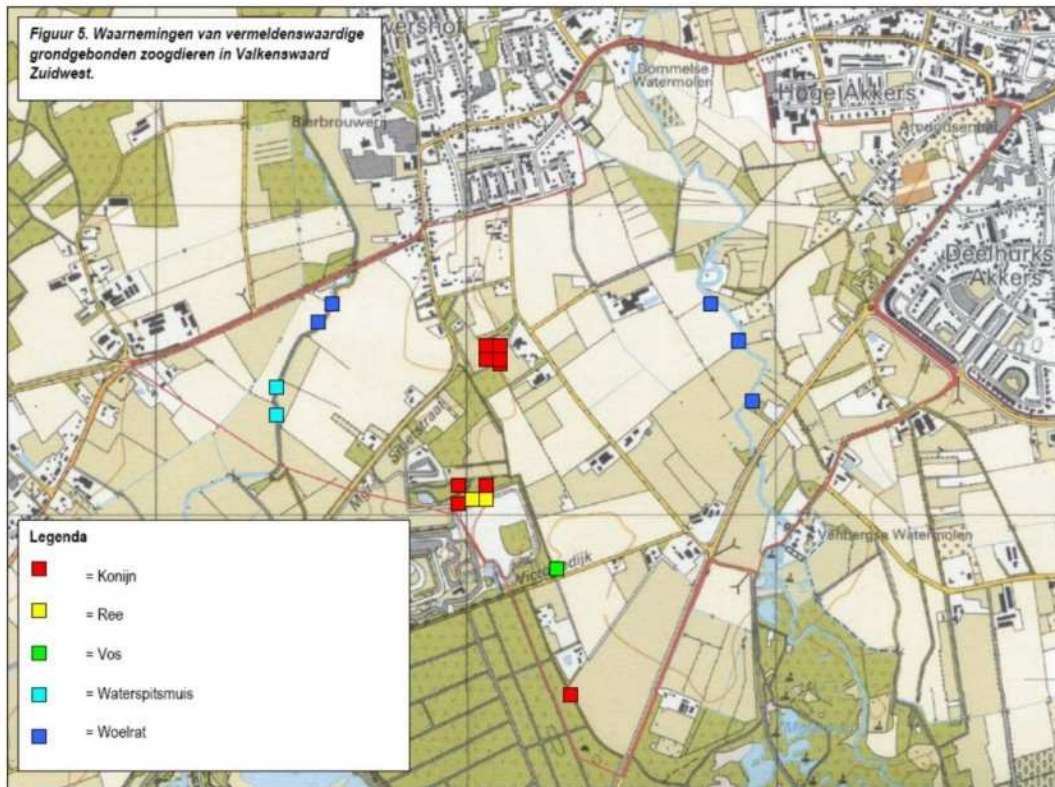 Figuur 5. Waarnemingen van vermeldenswaardige
grondgebonden zoogdieren in Valkenswaard
Zuidwest.
Dommelse
Watermolen
Hoge Akkers
Bierbrouwerij
Deelhurks
Akkers
Venbergse Watermolen
Legenda
= Konijn
= Ree
= Vos
= Waterspitsmuis
= Woelrat